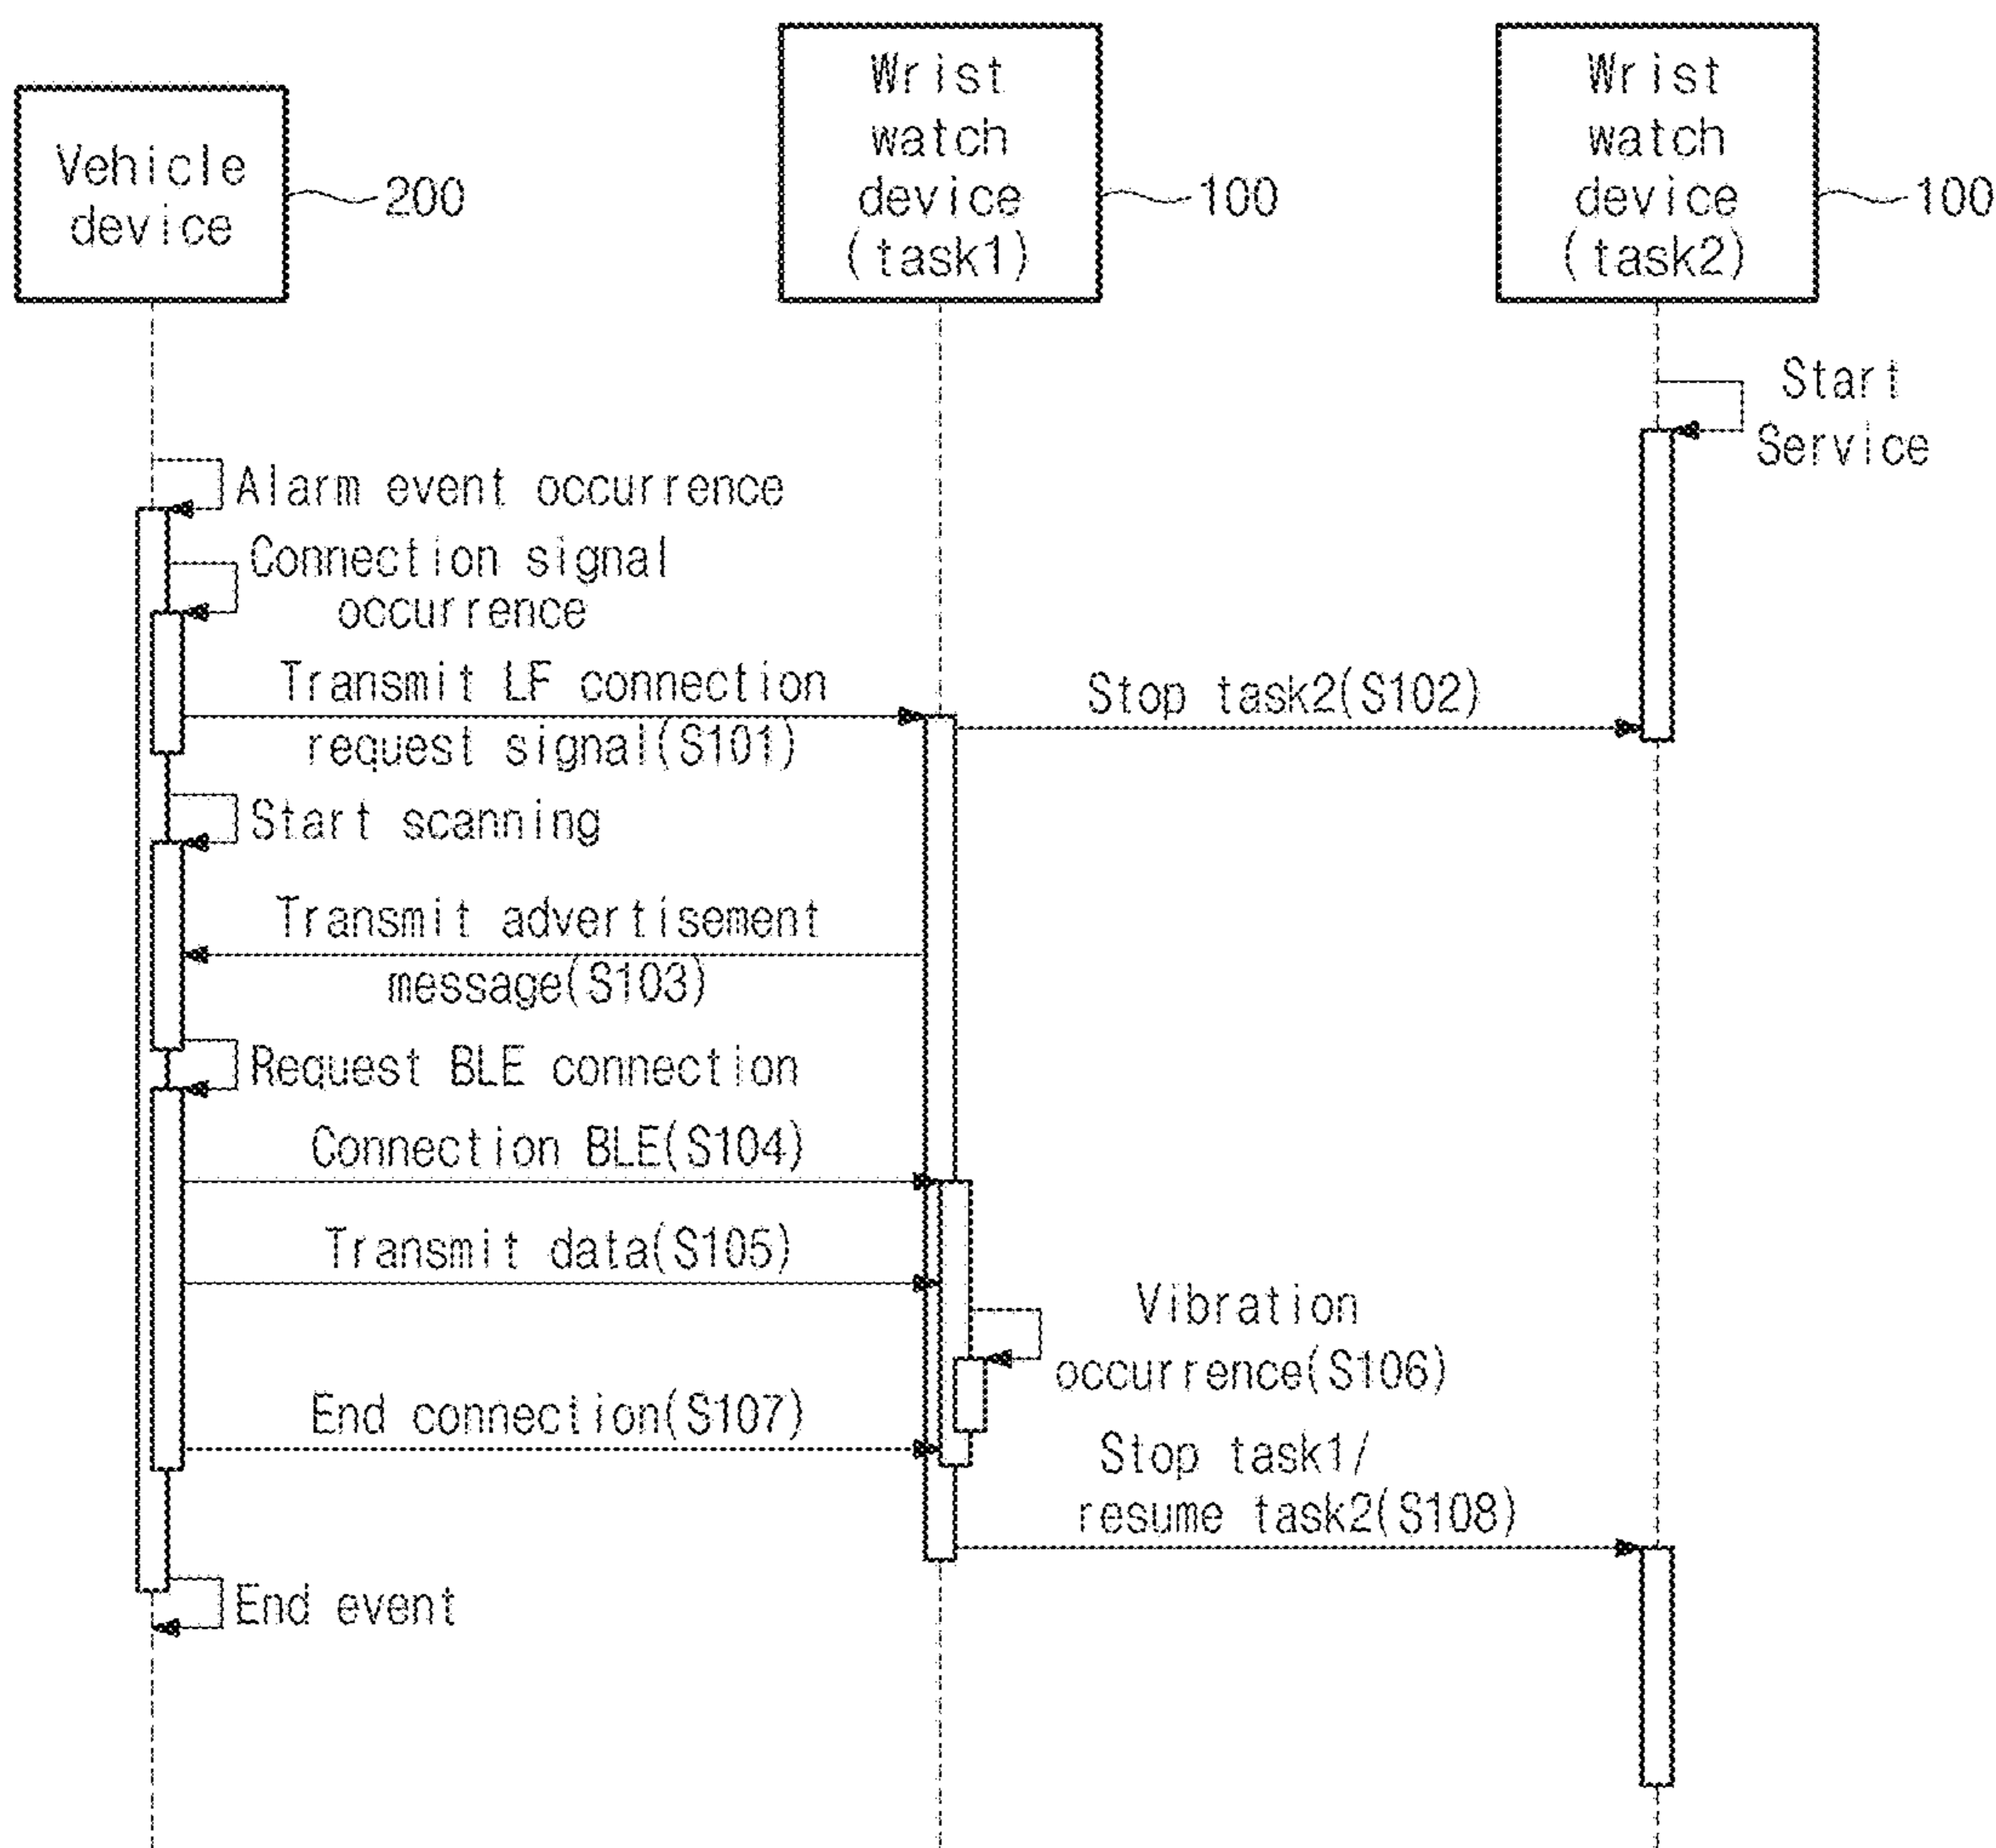 Vehicle
device
200
Wrist
watch
device
(task1)
100
Wrist
watch
device
(task2)
100
Start
Service
Alarm event occurrence
Connection signal
occurrence
Transmit LF connection
request signal(S101)
Stop task2(S102)
Start scanning
Transmit advertisement
message(S103)
Request BLE connection
Connection BLE(S104)
Transmit data(S105)
Vibration
occurrence(S106)
End connection(S107)
Stop task1/
resume task2(S108)
End event